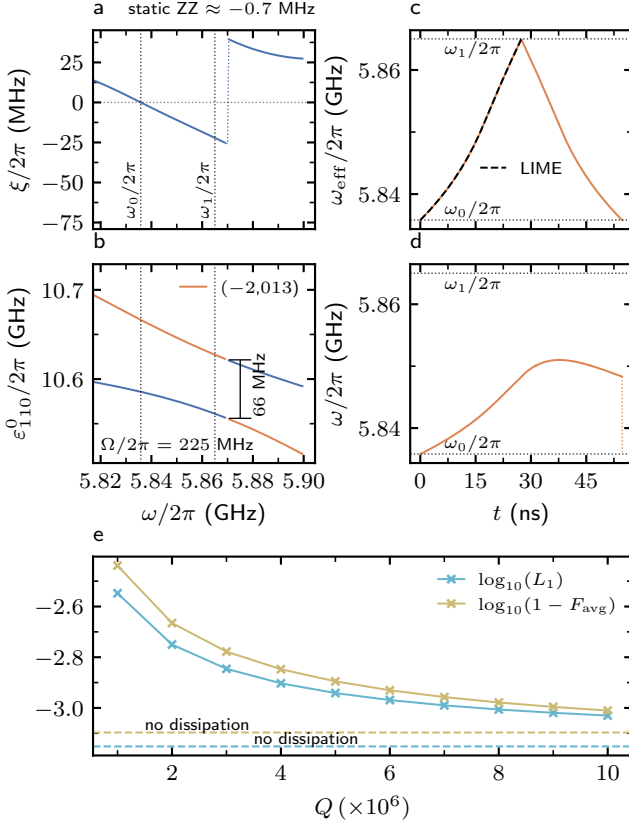 static ZZ ≈ −0.7 MHz
a
ξ/2π (MHz)
25
0
−25
−50
−75
ω₀/2π
ω₁/2π
c
ω_eff/2π (GHz)
5.86
5.84
ω₁/2π
LIME
ω₀/2π
b
ε⁰₁₁₀/2π (GHz)
10.7
10.6
(−2,013)
66 MHz
Ω/2π = 225 MHz
5.82 5.84 5.86 5.88 5.90
ω/2π (GHz)
d
ω/2π (GHz)
5.86
5.84
ω₁/2π
ω₀/2π
0 15 30 45
t (ns)
e
−2.6
−2.8
−3.0
log₁₀(L₁)
log₁₀(1 − F_avg)
no dissipation
no dissipation
2 4 6 8 10
Q (×10⁶)